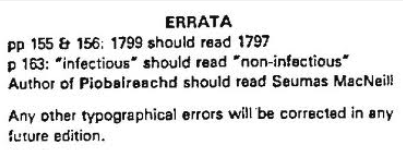 ERRATA
pp 155 & 156: 1799 should read 1797
p 163: "infectious" should read "non-infectious"
Author of Piobaireachd should read Seumas MacNeill
Any other typographical errors will be corrected in any
future edition.